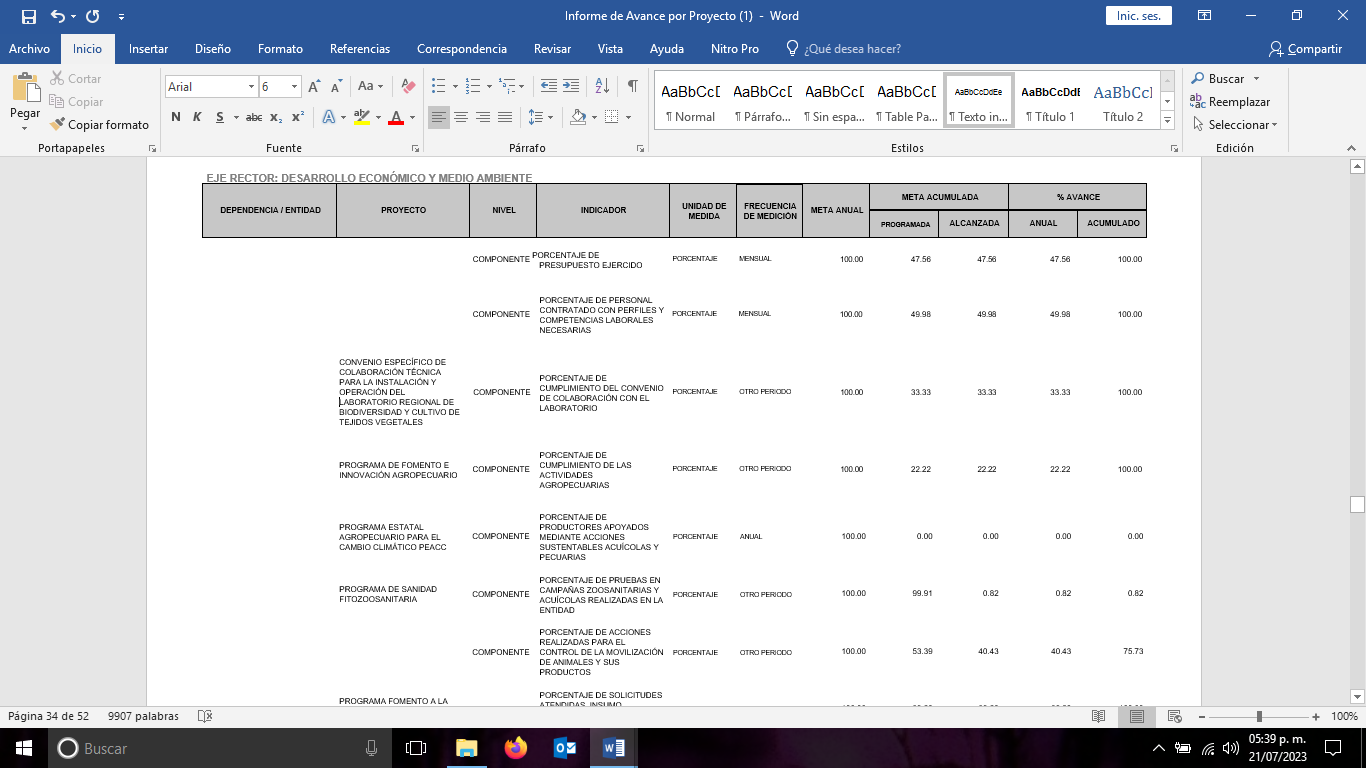 Informe de Avance por Proyecto (1) - Word
Inic. ses.
Archivo Inicio Insertar Diseño Formato Referencias Correspondencia Revisar Vista Ayuda Nitro Pro ¿Qué desea hacer? Compartir
Pegar
Cortar
Copiar
Copiar formato
Portapapeles
Arial 6
N K S abc x₂ x²
Fuente
Párrafo
AaBbCcI AaBbCcI AaBbCcI AaBbCcI AaBbCcDdEe AaBbCcDdE AaBbCcI
¶ Normal ¶ Párrafo... ¶ Sin espa... ¶ Table Pa... ¶ Texto in... ¶ Título 1 Título 2
Estilos
Buscar
Reemplazar
Seleccionar
Edición
EJE RECTOR: DESARROLLO ECONÓMICO Y MEDIO AMBIENTE
DEPENDENCIA / ENTIDAD PROYECTO NIVEL INDICADOR UNIDAD DE MEDIDA FRECUENCIA DE MEDICIÓN META ANUAL META ACUMULADA % AVANCE
PROGRAMADA ALCANZADA ANUAL ACUMULADO
COMPONENTE PORCENTAJE DE PRESUPUESTO EJERCIDO PORCENTAJE MENSUAL 100.00 47.56 47.56 47.56 100.00
COMPONENTE PORCENTAJE DE PERSONAL CONTRATADO CON PERFILES Y COMPETENCIAS LABORALES NECESARIAS PORCENTAJE MENSUAL 100.00 49.98 49.98 49.98 100.00
CONVENIO ESPECÍFICO DE COLABORACIÓN TÉCNICA PARA LA INSTALACIÓN Y OPERACIÓN DEL LABORATORIO REGIONAL DE BIODIVERSIDAD Y CULTIVO DE TEJIDOS VEGETALES COMPONENTE PORCENTAJE DE CUMPLIMIENTO DEL CONVENIO DE COLABORACIÓN CON EL LABORATORIO PORCENTAJE OTRO PERIODO 100.00 33.33 33.33 33.33 100.00
PROGRAMA DE FOMENTO E INNOVACIÓN AGROPECUARIO COMPONENTE PORCENTAJE DE CUMPLIMIENTO DE LAS ACTIVIDADES AGROPECUARIAS PORCENTAJE OTRO PERIODO 100.00 22.22 22.22 22.22 100.00
PROGRAMA ESTATAL AGROPECUARIO PARA EL CAMBIO CLIMÁTICO PEACC COMPONENTE PORCENTAJE DE PRODUCTORES APOYADOS MEDIANTE ACCIONES SUSTENTABLES ACUÍCOLAS Y PECUARIAS PORCENTAJE ANUAL 100.00 0.00 0.00 0.00 0.00
PROGRAMA DE SANIDAD FITOZOOSANITARIA COMPONENTE PORCENTAJE DE PRUEBAS EN CAMPAÑAS ZOOSANITARIAS Y ACUÍCOLAS REALIZADAS EN LA ENTIDAD PORCENTAJE OTRO PERIODO 100.00 99.91 0.82 0.82 0.82
COMPONENTE PORCENTAJE DE ACCIONES REALIZADAS PARA EL CONTROL DE LA MOVILIZACIÓN DE ANIMALES Y SUS PRODUCTOS PORCENTAJE OTRO PERIODO 100.00 53.39 40.43 40.43 75.73
PROGRAMA FOMENTO A LA PORCENTAJE DE SOLICITUDES ATENDIDAS, INSUMO
Página 34 de 52 9907 palabras 100%
Buscar
05:39 p. m.
21/07/2023